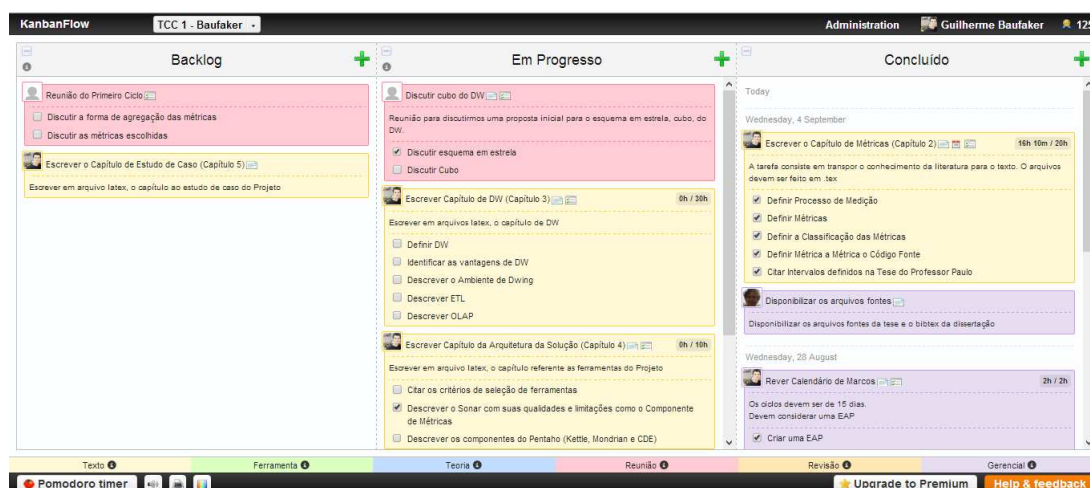 KanbanFlow
TCC 1 - Baufaker
Administration
Guilherme Baufaker
125
Backlog
Reunião do Primeiro Ciclo
Discutir a forma de agregação das métricas
Discutir as métricas escolhidas
Escrever o Capítulo de Estudo de Caso (Capítulo 5)
Escrever em arquivo latex, o capítulo ao estudo de caso do Projeto
Em Progresso
Discutir cubo do DW
Reunião para discutirmos uma proposta inicial para o esquema em estrela, cubo, do
DW.
Discutir esquema em estrela
Discutir Cubo
Escrever Capítulo de DW (Capítulo 3)
0h / 30h
Escrever em arquivos latex, o capítulo de DW
Definir DW
Identificar as vantagens de DW
Descrever o Ambiente de Dwing
Descrever ETL
Descrever OLAP
Escrever Capítulo da Arquitetura da Solução (Capítulo 4)
0h / 10h
Escrever em arquivo latex, o capítulo referente as ferramentas do Projeto
Citar os critérios de seleção de ferramentas
Descrever o Sonar com suas qualidades e limitações como o Componente
de Métricas
Descrever os componentes do Pentaho (Kettle, Mondrian e CDE)
Concluído
Today
Wednesday, 4 September
Escrever o Capítulo de Métricas (Capítulo 2)
16h 10m / 20h
A tarefa consiste em transpor o conhecimento da literatura para o texto. O arquivos
devem ser feito em .tex
Definir Processo de Medição
Definir Métricas
Definir a Classificação das Métricas
Definir Métrica a Métrica o Código Fonte
Citar Intervalos definidos na Tese do Professor Paulo
Disponibilizar os arquivos fontes
Disponibilizar os arquivos fontes da tese e o bibtex da dissertação
Wednesday, 28 August
Rever Calendário de Marcos
2h / 2h
Os ciclos devem ser de 15 dias.
Devem considerar uma EAP
Criar uma EAP
Texto
Ferramenta
Teoria
Reunião
Revisão
Gerencial
Pomodoro timer
Upgrade to Premium
Help & feedback